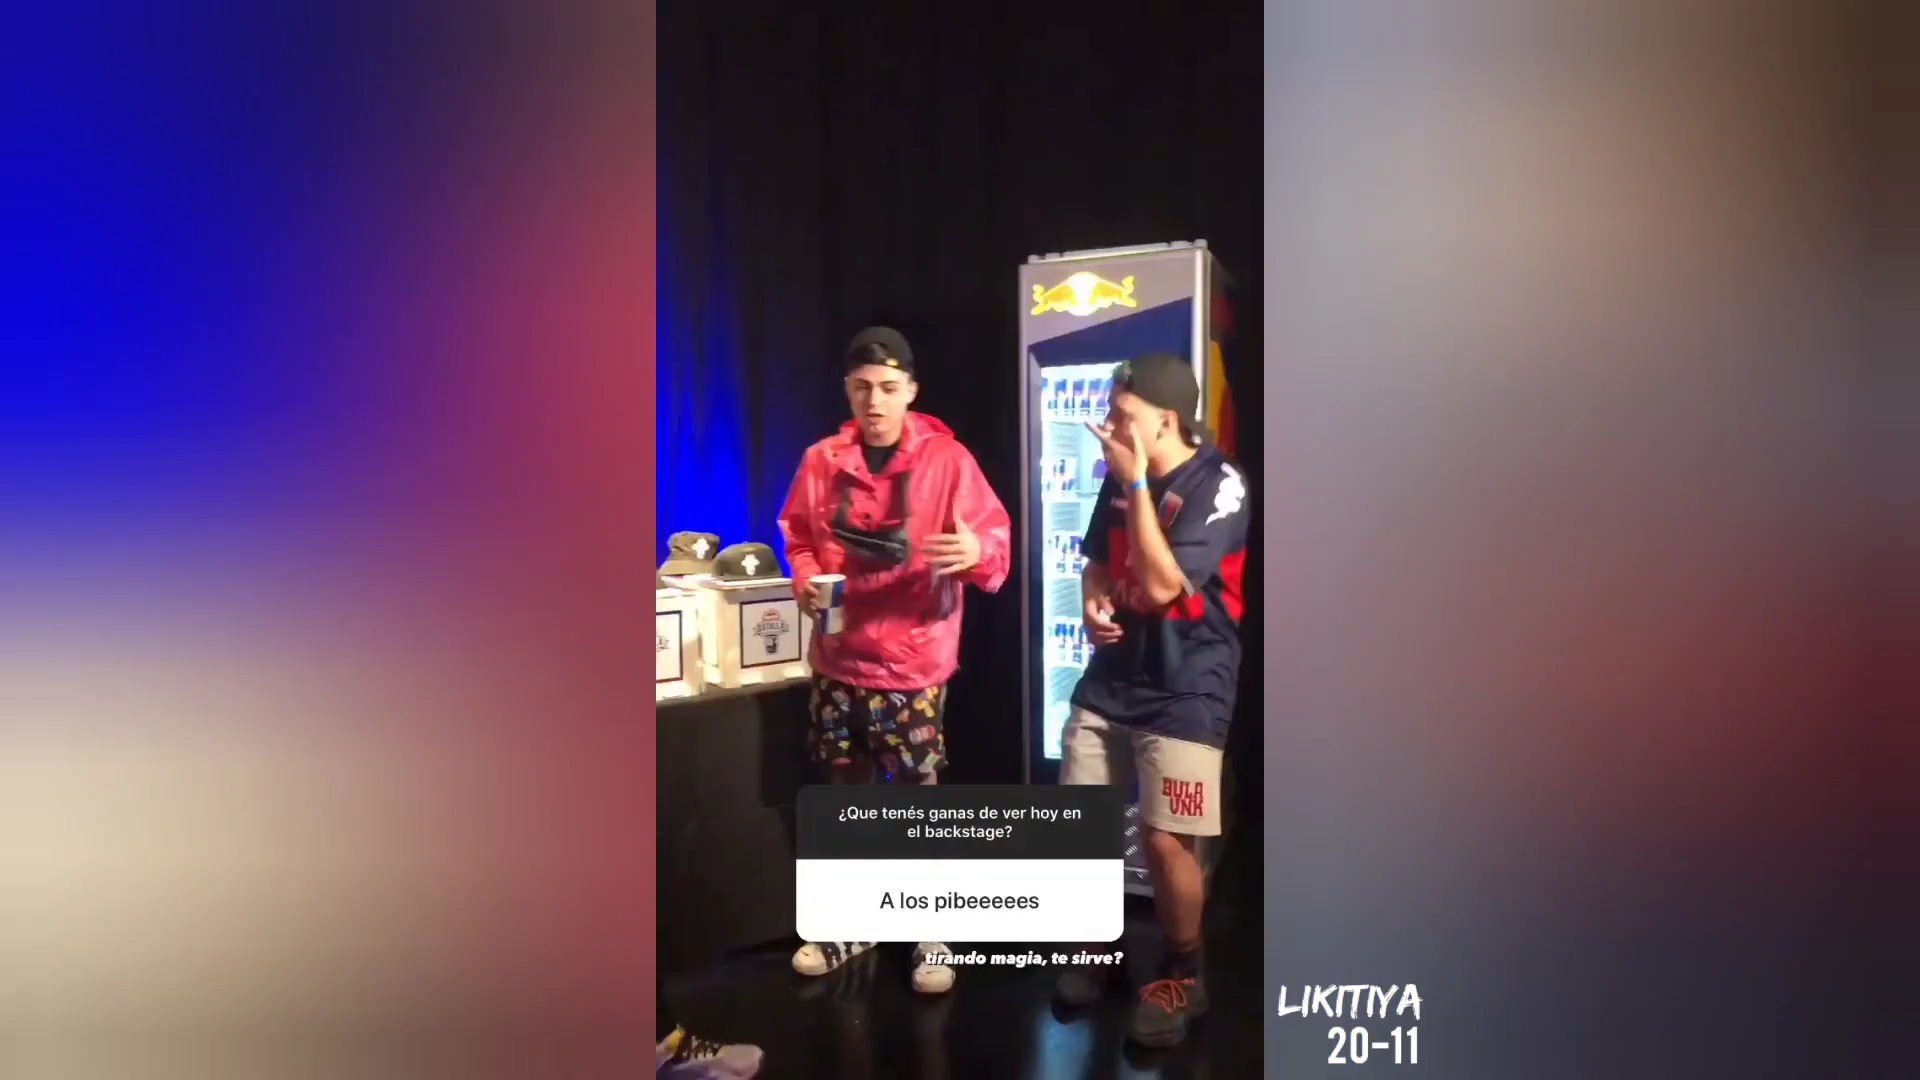 BATALLA
BULA
VNK
¿Que tenés ganas de ver hoy en
el backstage?
A los pibeeeees
tirando magia, te sirve?
LIKITIYA
20-11